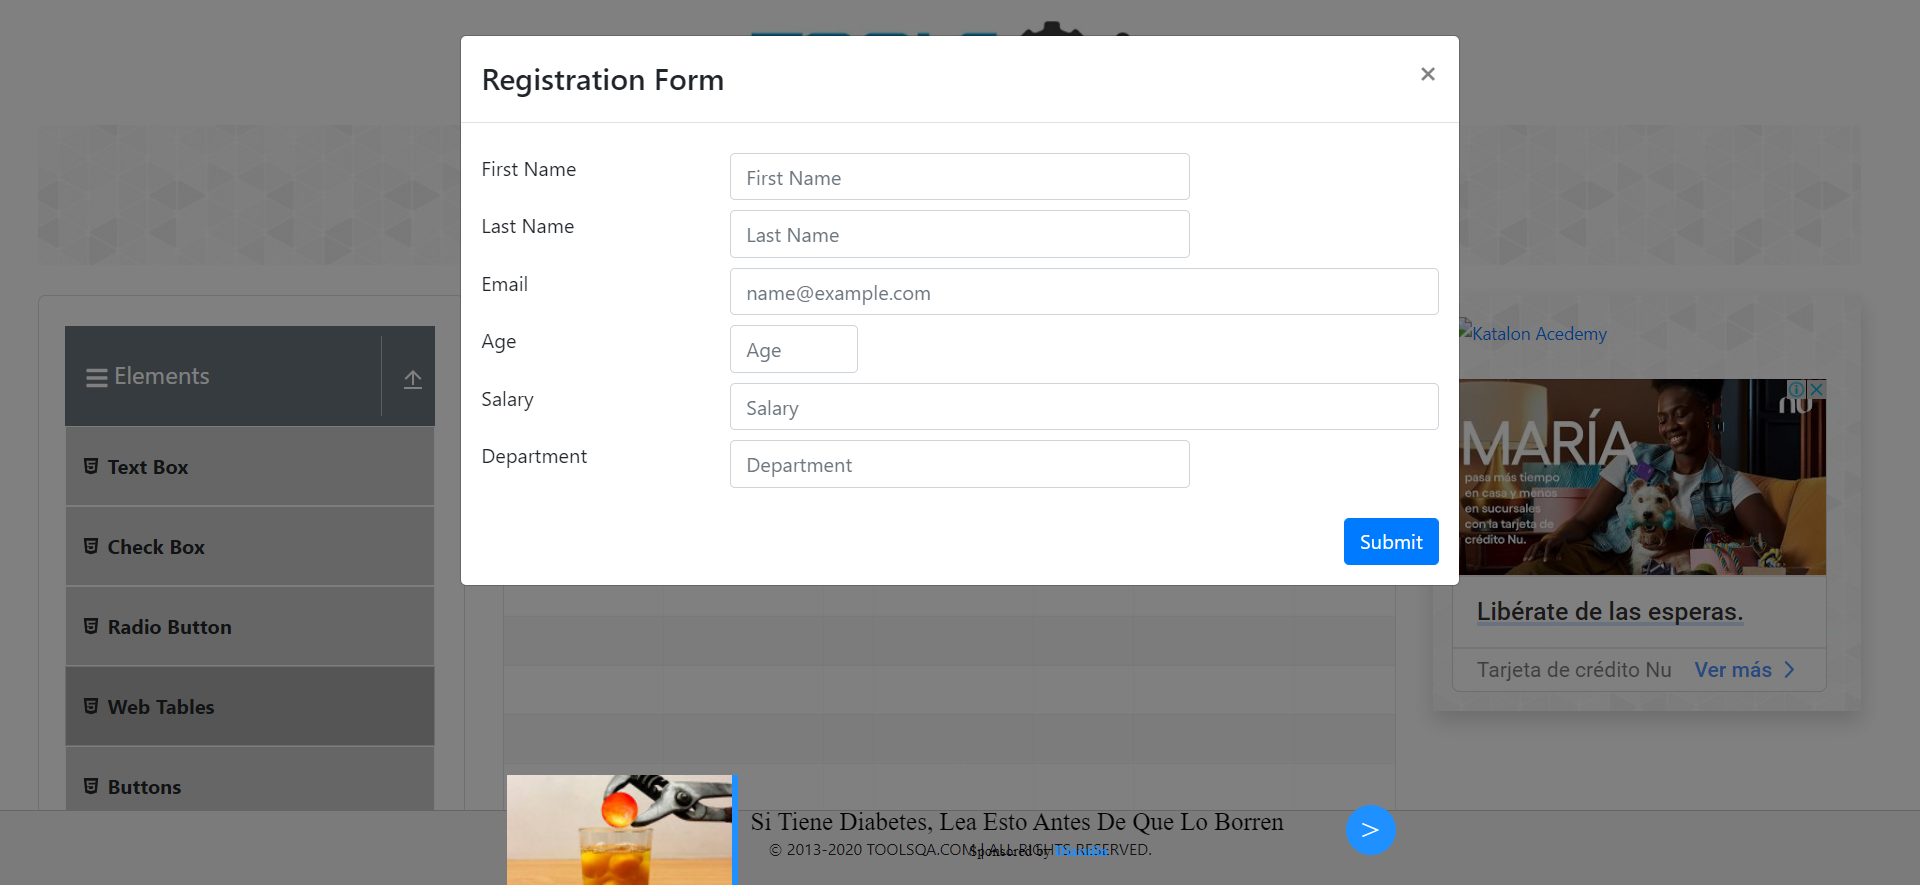 Registration Form
×
First Name
First Name
Last Name
Last Name
Email
name@example.com
Age
Age
Salary
Salary
Department
Department
Submit
Elements
Text Box
Check Box
Radio Button
Web Tables
Buttons
Katalon Acedemy
nu
MARÍA
pasa más tiempo
en casa y menos
en sucursales
con la tarjeta de
crédito Nu.
Libérate de las esperas.
Tarjeta de crédito Nu
Ver más
Si Tiene Diabetes, Lea Esto Antes De Que Lo Borren
© 2013-2020 TOOLSQA.COM | ALL RIGHTS RESERVED.
Sponsored by